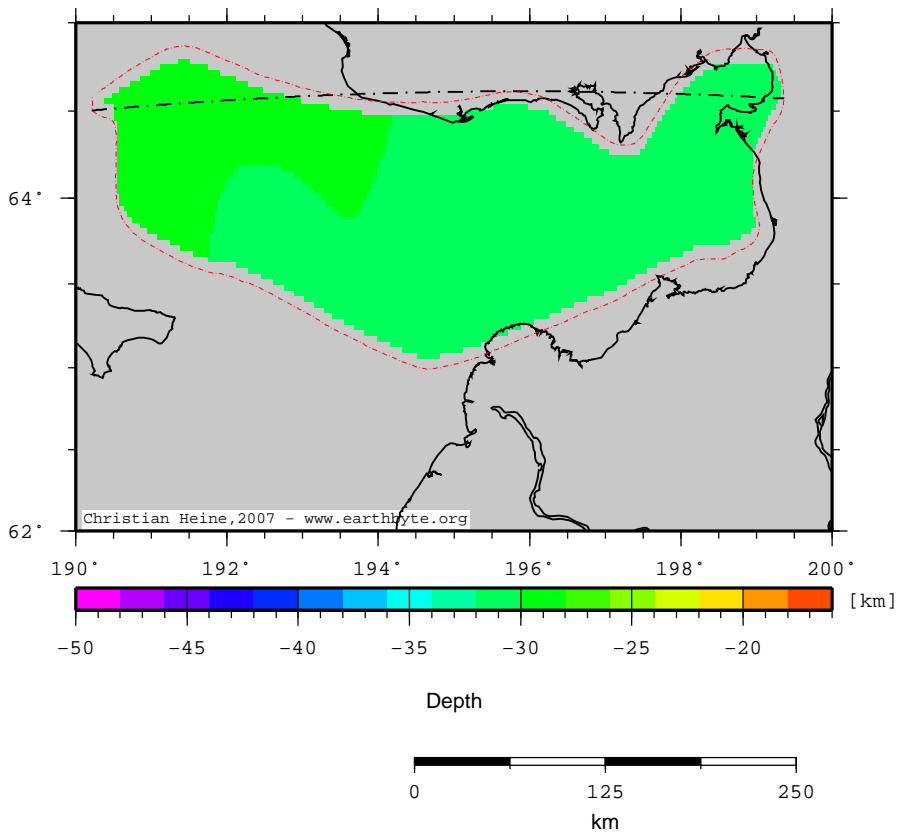 64°
62°
Christian Heine,2007 - www.earthbyte.org
190° 192° 194° 196° 198° 200°
[km]
-50 -45 -40 -35 -30 -25 -20
Depth
0 125 250
km